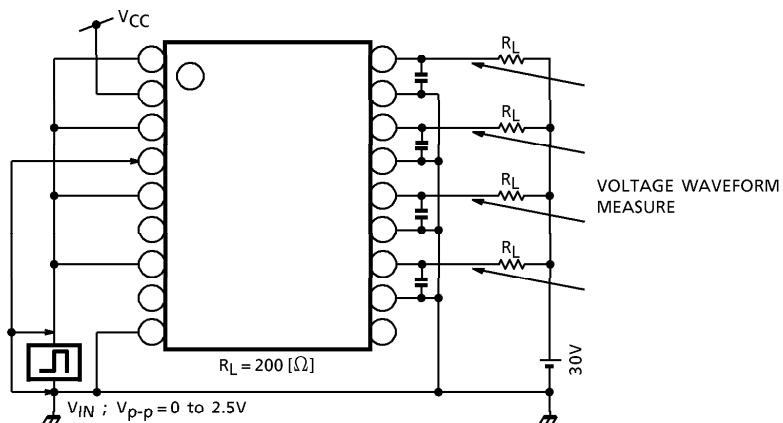 VCC
RL
RL
RL
RL
VOLTAGE WAVEFORM
MEASURE
30V
RL = 200 [Ω]
VIN ; Vp-p = 0 to 2.5V